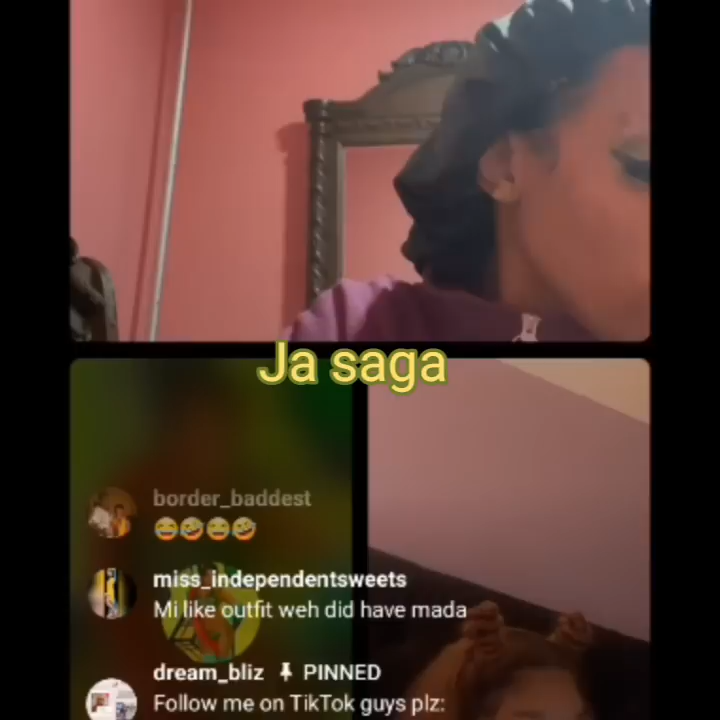 Ja saga
border_baddest
😂🤣😂🤣
miss_independentsweets
Mi like outfit weh did have mada
dream_bliz PINNED
Follow me on TikTok guys plz: